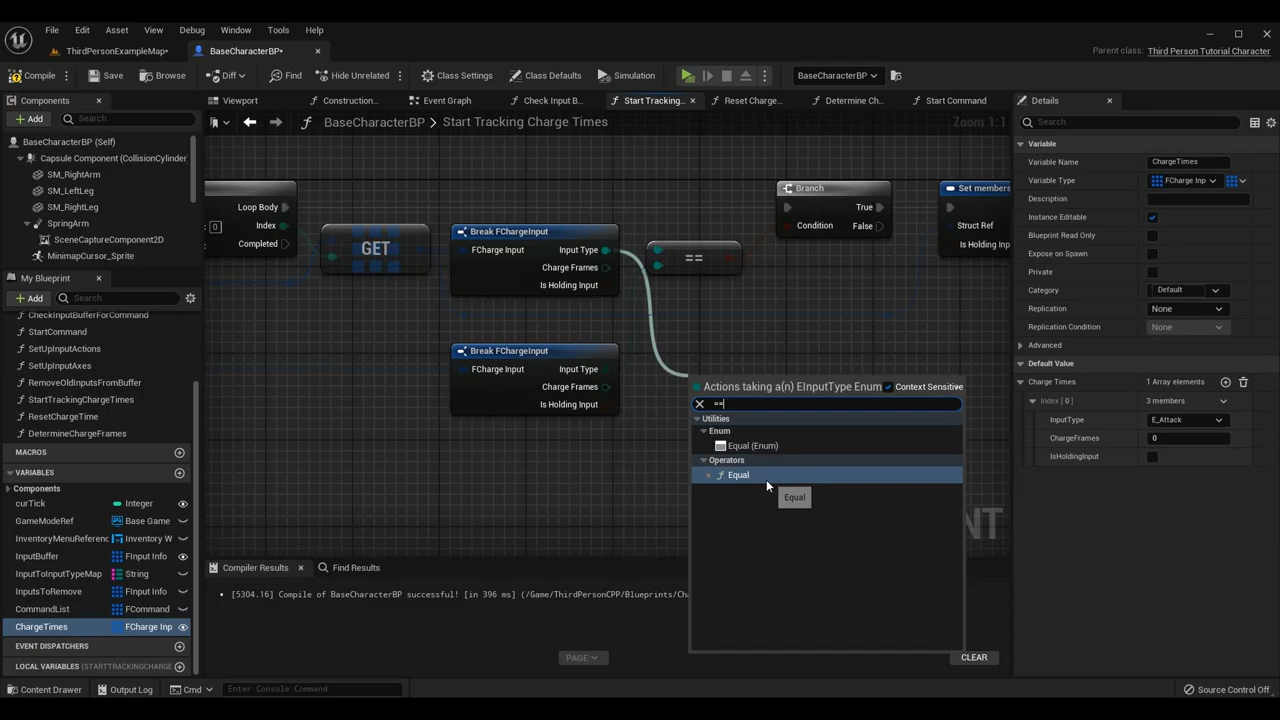 File Edit Asset View Debug Window Tools Help
ThirdPersonExampleMap•
BaseCharacterBP•
Parent class: Third Person Tutorial Character
Compile Save Browse Diff Find Hide Unrelated Class Settings Class Defaults Simulation BaseCharacterBP
Components
Viewport Construction... Event Graph Check Input B... Start Tracking... Reset Charge... Determine Ch... Start Command
Details
Add Search
BaseCharacterBP > Start Tracking Charge Times
Zoom 1:1
Search
BaseCharacterBP (Self)
Capsule Component (CollisionCylinder
SM_RightArm
SM_LeftLeg
SM_RightLeg
SpringArm
SceneCaptureComponent2D
MinimapCursor_Sprite
My Blueprint
Add Search
CheckInputBufferForCommand
StartCommand
SetUpInputActions
SetUpInputAxes
RemoveOldInputsFromBuffer
StartTrackingChargeTimes
ResetChargeTime
DetermineChargeFrames
MACROS
VARIABLES
Components
curTick Integer
GameModeRef Base Game
InventoryMenuReferenc Inventory W
InputBuffer FInput Info
InputToInputTypeMap String
InputsToRemove FInput Info
CommandList FCommand
ChargeTimes FCharge Inp
EVENT DISPATCHERS
LOCAL VARIABLES (STARTTRACKINGCHARGE
Loop Body
0 Index
Completed
GET
Break FChargeInput
FCharge Input Input Type
Charge Frames
Is Holding Input
Break FChargeInput
FCharge Input Input Type
Charge Frames
Is Holding Input
==
Branch
True
Condition False
Set members
Struct Ref
Is Holding Inp
Actions taking a(n) EInputType Enum Context Sensitive
==
Utilities
Enum
Equal (Enum)
Operators
Equal
Equal
NT
Compiler Results Find Results
[5304.16] Compile of BaseCharacterBP successful! [in 396 ms] (/Game/ThirdPersonCPP/Blueprints/Cha
PAGE
CLEAR
Variable
Variable Name ChargeTimes
Variable Type FCharge Inp
Description
Instance Editable
Blueprint Read Only
Expose on Spawn
Private
Category Default
Replication None
Replication Condition None
Advanced
Default Value
Charge Times 1 Array elements
Index [ 0 ] 3 members
InputType E_Attack
ChargeFrames 0
IsHoldingInput
Content Drawer Output Log Cmd Enter Console Command Source Control Off